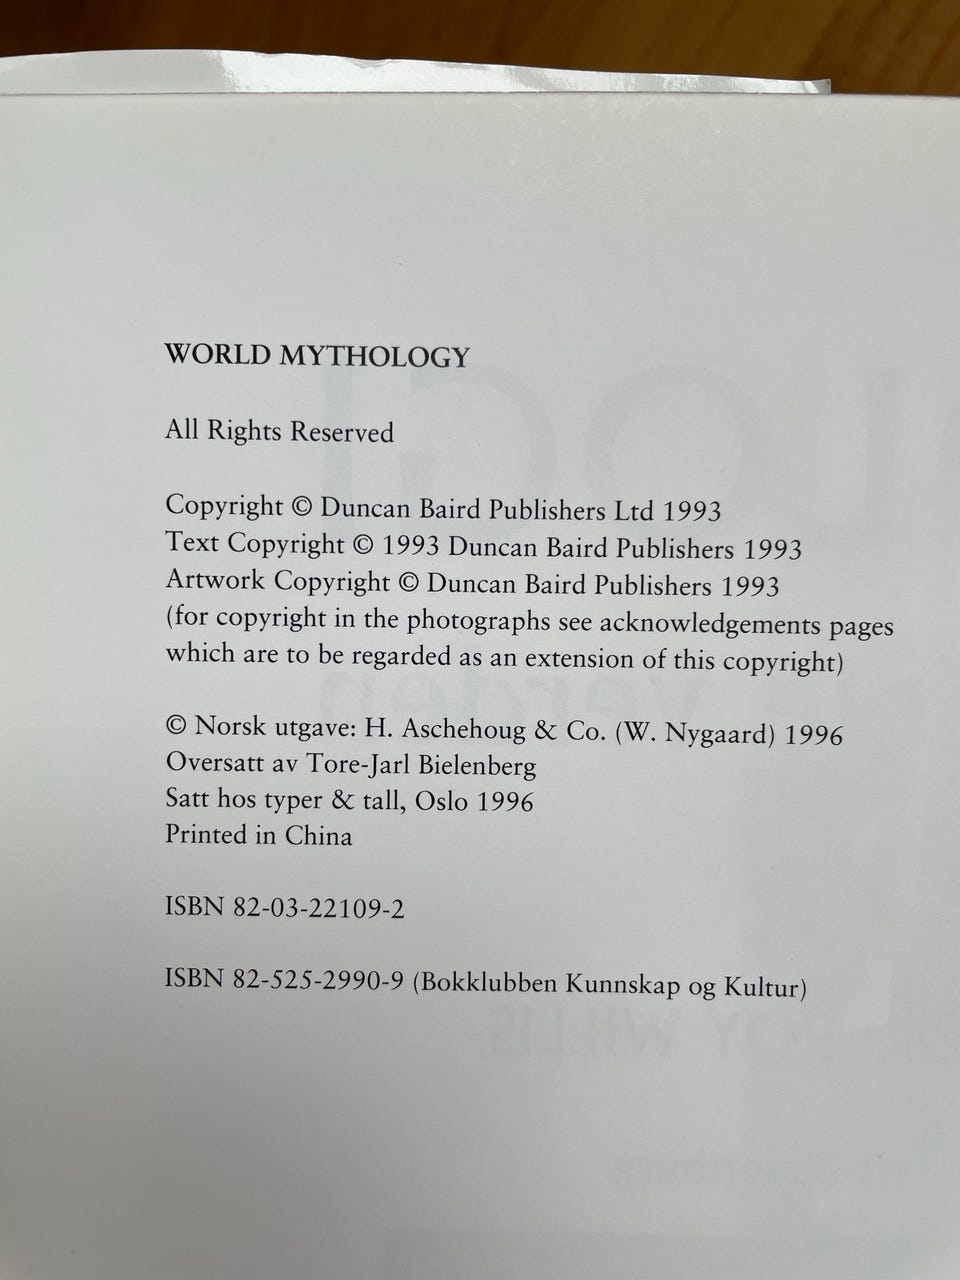 WORLD MYTHOLOGY
All Rights Reserved
Copyright © Duncan Baird Publishers Ltd 1993
Text Copyright © 1993 Duncan Baird Publishers 1993
Artwork Copyright © Duncan Baird Publishers 1993
(for copyright in the photographs see acknowledgements pages
which are to be regarded as an extension of this copyright)
© Norsk utgave: H. Aschehoug & Co. (W. Nygaard) 1996
Oversatt av Tore-Jarl Bielenberg
Satt hos typer & tall, Oslo 1996
Printed in China
ISBN 82-03-22109-2
ISBN 82-525-2990-9 (Bokklubben Kunnskap og Kultur)
ROY WILLIS